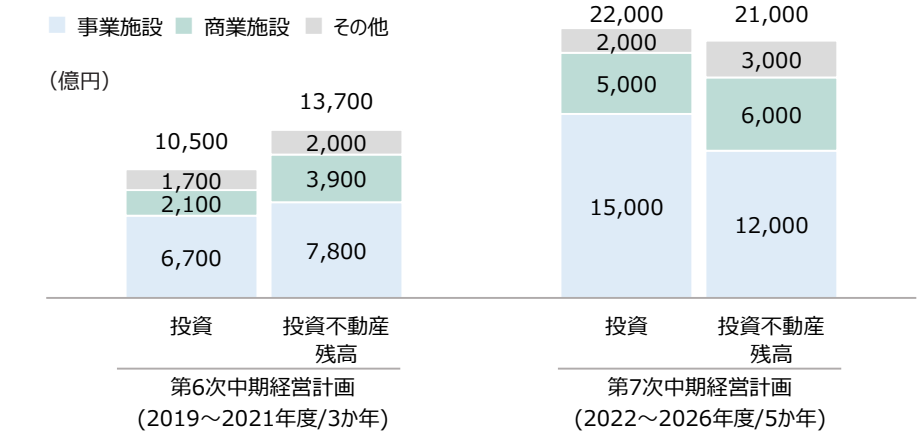 事業施設 商業施設 その他
（億円）
10,500
1,700
2,100
6,700
13,700
2,000
3,900
7,800
22,000
2,000
5,000
15,000
21,000
3,000
6,000
12,000
投資
投資不動産
残高
第6次中期経営計画
(2019～2021年度/3か年)
投資
投資不動産
残高
第7次中期経営計画
(2022～2026年度/5か年)